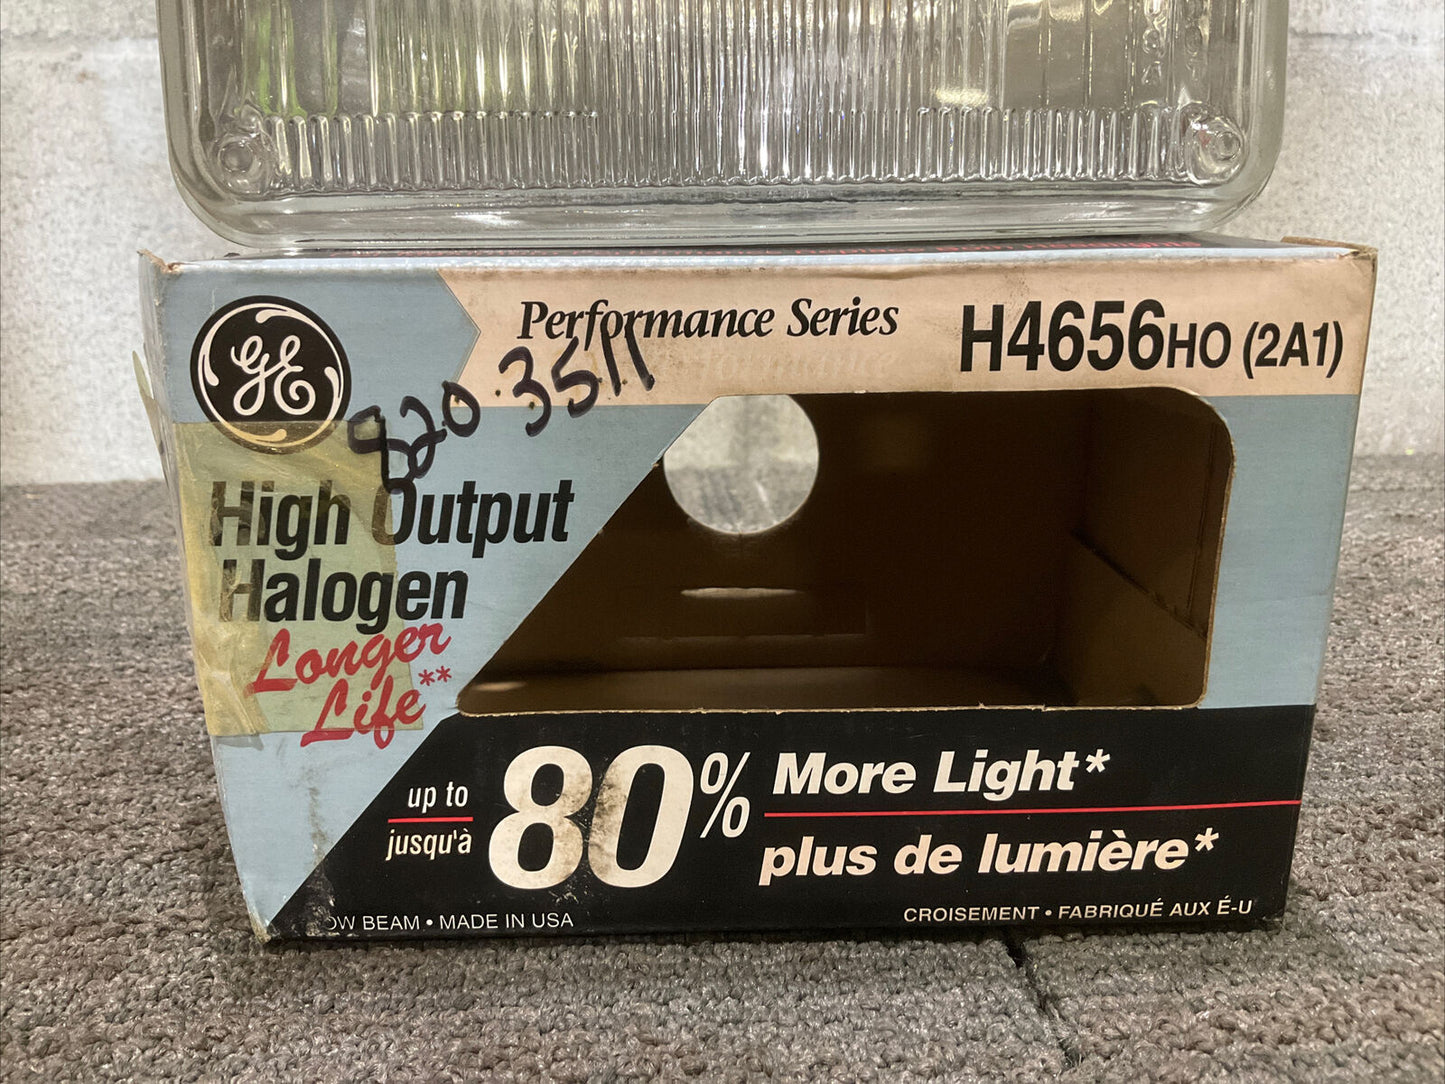 GE
Performance Series
H4656HO (2A1)
820.3511
High Output
Halogen
Longer
Life**
up to
jusqu'à
80%
More Light*
plus de lumière*
OW BEAM • MADE IN USA
CROISEMENT • FABRIQUÉ AUX É-U